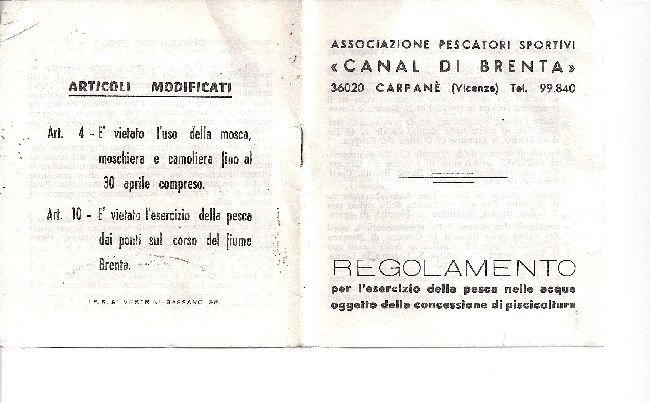 ARTICOLI MODIFICATI
Art. 4 - E' vietato l'uso della mosca,
moschiera e camoliera fino al
30 aprile compreso.
Art. 10 - E' vietato l'esercizio della pesca
dai ponti sul corso del fiume
Brenta.
BASSANO
ASSOCIAZIONE PESCATORI SPORTIVI
«CANAL DI BRENTA»
36020 CARPANÈ (Vicenza) Tel. 99.840
REGOLAMENTO
per l'esercizio della pesca nelle acque
oggetto della concessione di piscicoltura